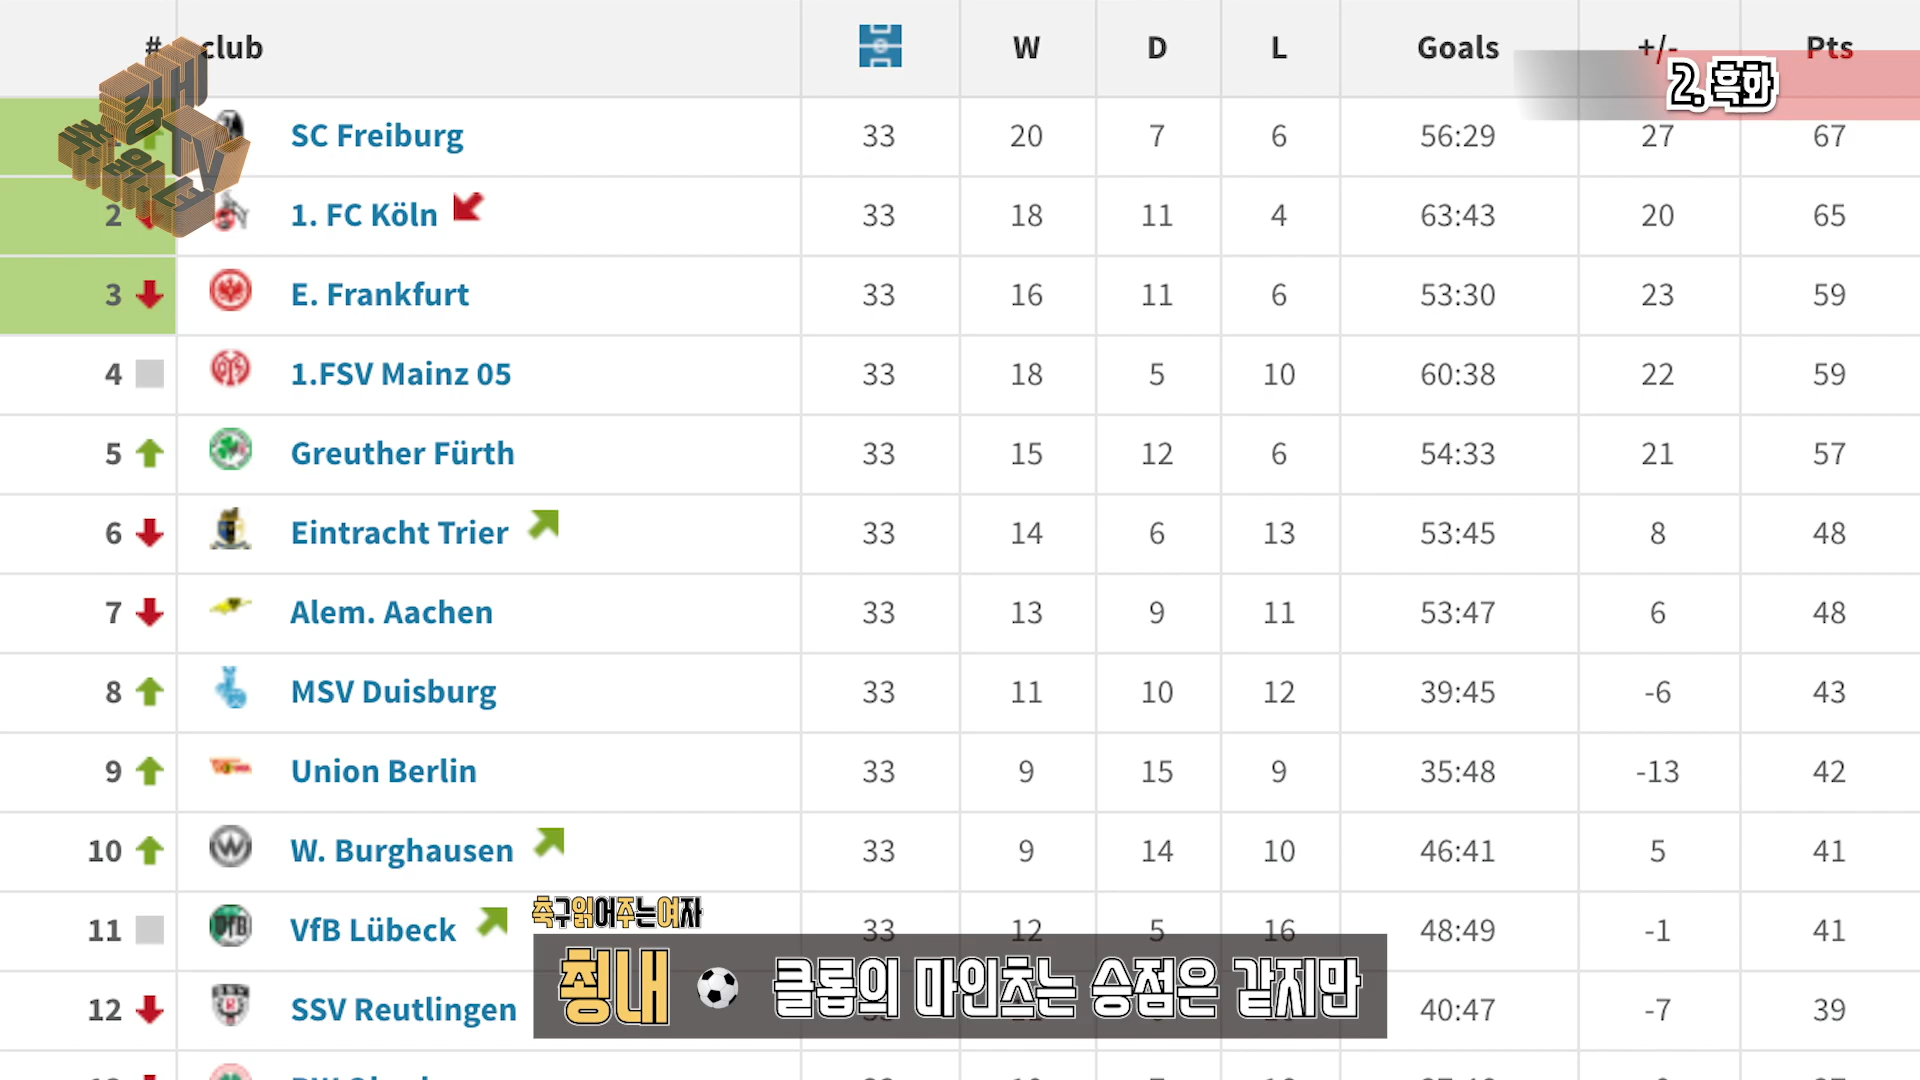 # club W D L Goals +/- Pts
2. 흑화
킹H
TV
축.읽.녀
SC Freiburg 33 20 7 6 56:29 27 67
2 1. FC Köln 33 18 11 4 63:43 20 65
3 E. Frankfurt 33 16 11 6 53:30 23 59
4 1.FSV Mainz 05 33 18 5 10 60:38 22 59
5 Greuther Fürth 33 15 12 6 54:33 21 57
6 Eintracht Trier 33 14 6 13 53:45 8 48
7 Alem. Aachen 33 13 9 11 53:47 6 48
8 MSV Duisburg 33 11 10 12 39:45 -6 43
9 Union Berlin 33 9 15 9 35:48 -13 42
10 W. Burghausen 33 9 14 10 46:41 5 41
축구읽어주는여자
11 VfB Lübeck 33 12 5 16 48:49 -1 41
칭내 클롭의 마인츠는 승점은 같지만
12 SSV Reutlingen 40:47 -7 39